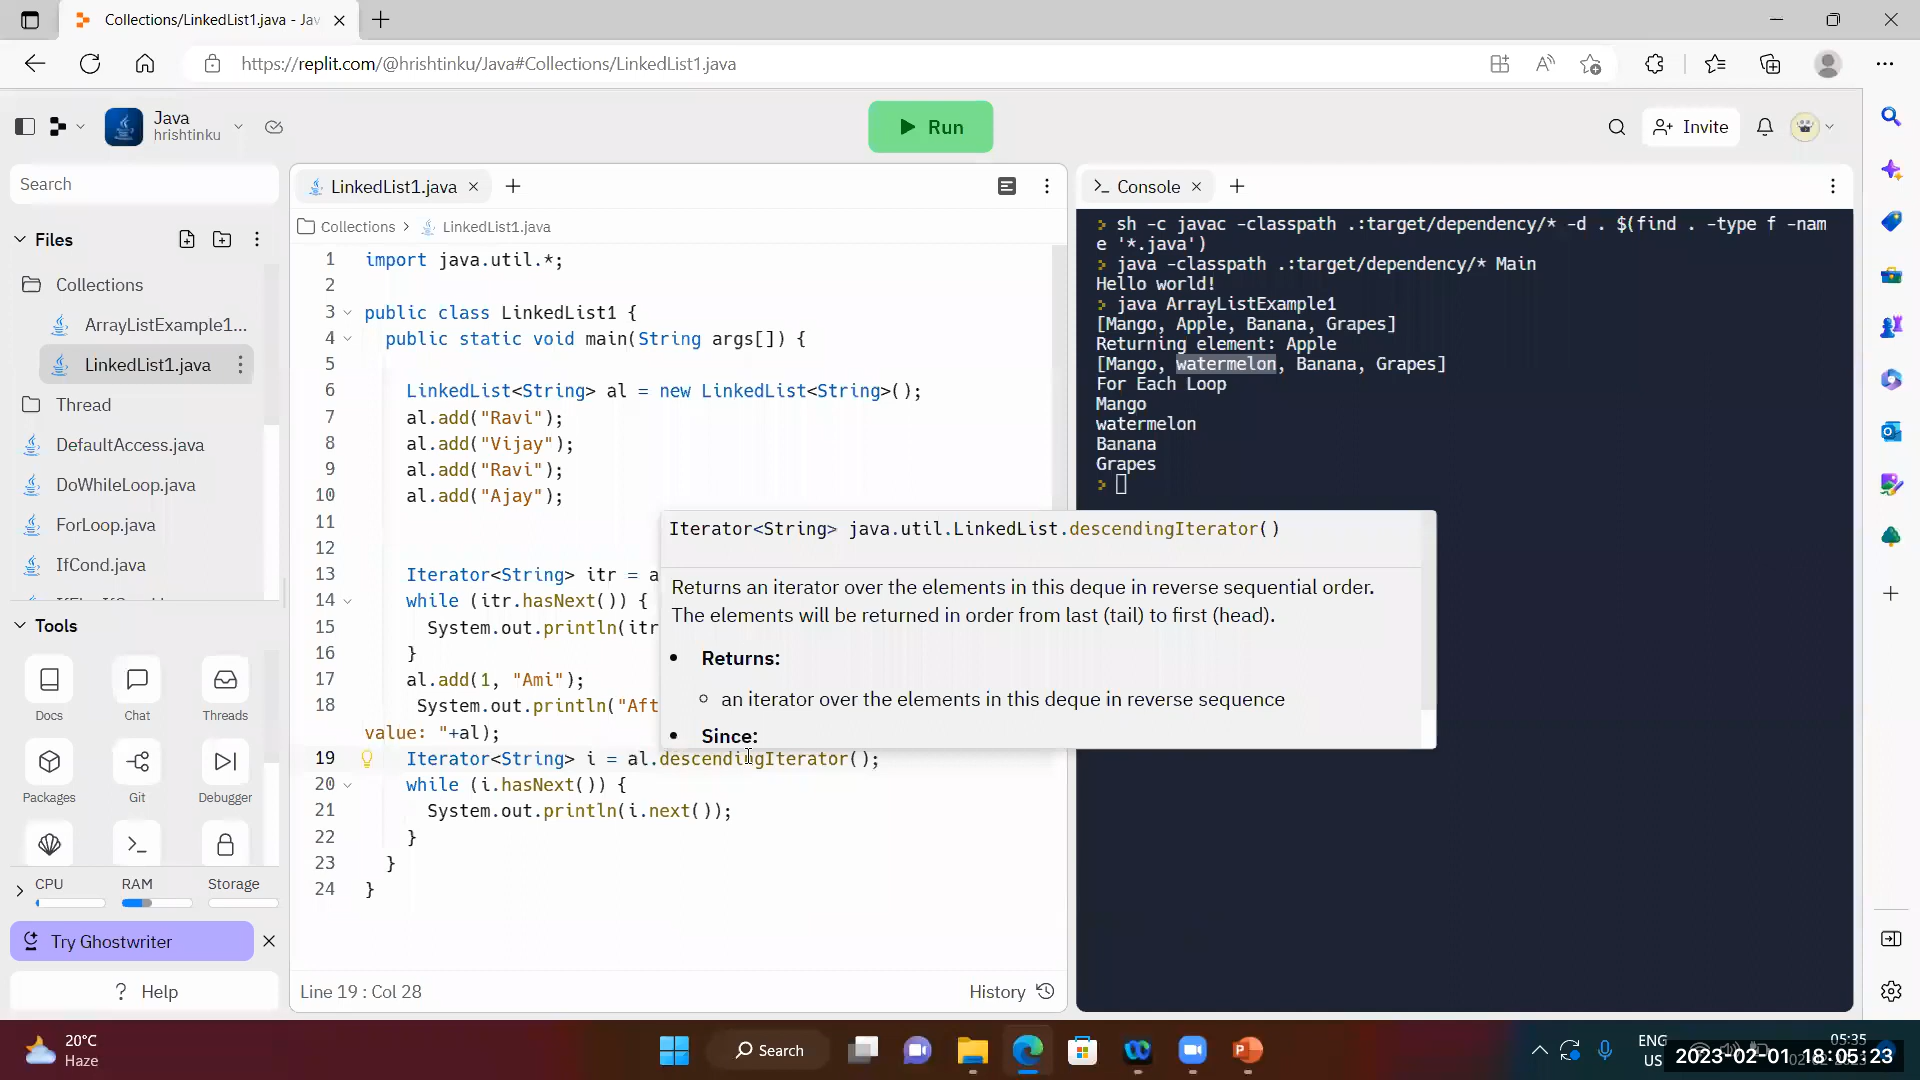 Collections/LinkedList1.java - Jav
https://replit.com/@hrishtinku/Java#Collections/LinkedList1.java
Java
hrishtinku
Run
Invite
Search
LinkedList1.java
Console
Files
Collections
ArrayListExample1...
LinkedList1.java
Thread
DefaultAccess.java
DoWhileLoop.java
ForLoop.java
IfCond.java
Tools
Docs
Chat
Threads
Packages
Git
Debugger
CPU
RAM
Storage
Try Ghostwriter
? Help
Collections > LinkedList1.java
1 import java.util.*;
2
3 public class LinkedList1 {
4 public static void main(String args[]) {
5
6 LinkedList<String> al = new LinkedList<String>();
7 al.add("Ravi");
8 al.add("Vijay");
9 al.add("Ravi");
10 al.add("Ajay");
11
12
13 Iterator<String> itr = a
14 while (itr.hasNext()) {
15 System.out.println(itr
16 }
17 al.add(1, "Ami");
18 System.out.println("Aft
value: "+al);
19 Iterator<String> i = al.descendingIterator();
20 while (i.hasNext()) {
21 System.out.println(i.next());
22 }
23 }
24 }
Iterator<String> java.util.LinkedList.descendingIterator()
Returns an iterator over the elements in this deque in reverse sequential order.
The elements will be returned in order from last (tail) to first (head).
Returns:
an iterator over the elements in this deque in reverse sequence
Since:
Line 19 : Col 28
History
> sh -c javac -classpath .:target/dependency/* -d . $(find . -type f -nam
e '*.java')
> java -classpath .:target/dependency/* Main
Hello world!
> java ArrayListExample1
[Mango, Apple, Banana, Grapes]
Returning element: Apple
[Mango, watermelon, Banana, Grapes]
For Each Loop
Mango
watermelon
Banana
Grapes
>
20°C
Haze
Search
ENG
US
05:35
2023-02-01 18:05:23